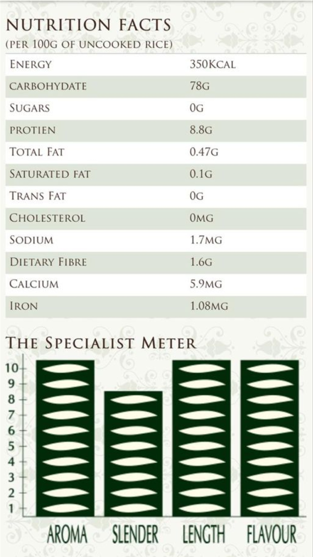 NUTRITION FACTS
(PER 100G OF UNCOOKED RICE)
ENERGY 350KCAL
CARBOHYDATE 78G
SUGARS 0G
PROTIEN 8.8G
TOTAL FAT 0.47G
SATURATED FAT 0.1G
TRANS FAT 0G
CHOLESTEROL 0MG
SODIUM 1.7MG
DIETARY FIBRE 1.6G
CALCIUM 5.9MG
IRON 1.08MG
THE SPECIALIST METER
10
9
8
7
6
5
4
3
2
1
AROMA SLENDER LENGTH FLAVOUR